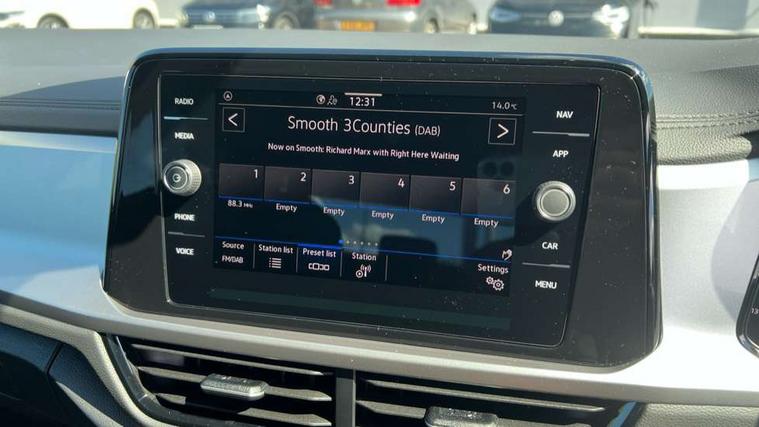 RADIO
MEDIA
PHONE
VOICE
12:31
14.0°C
< Smooth 3Counties (DAB) >
Now on Smooth: Richard Marx with Right Here Waiting
1 2 3 4 5 6
88.3 MHz Empty Empty Empty Empty Empty
Source Station list Preset list Station Settings
FM/DAB
NAV
APP
CAR
MENU